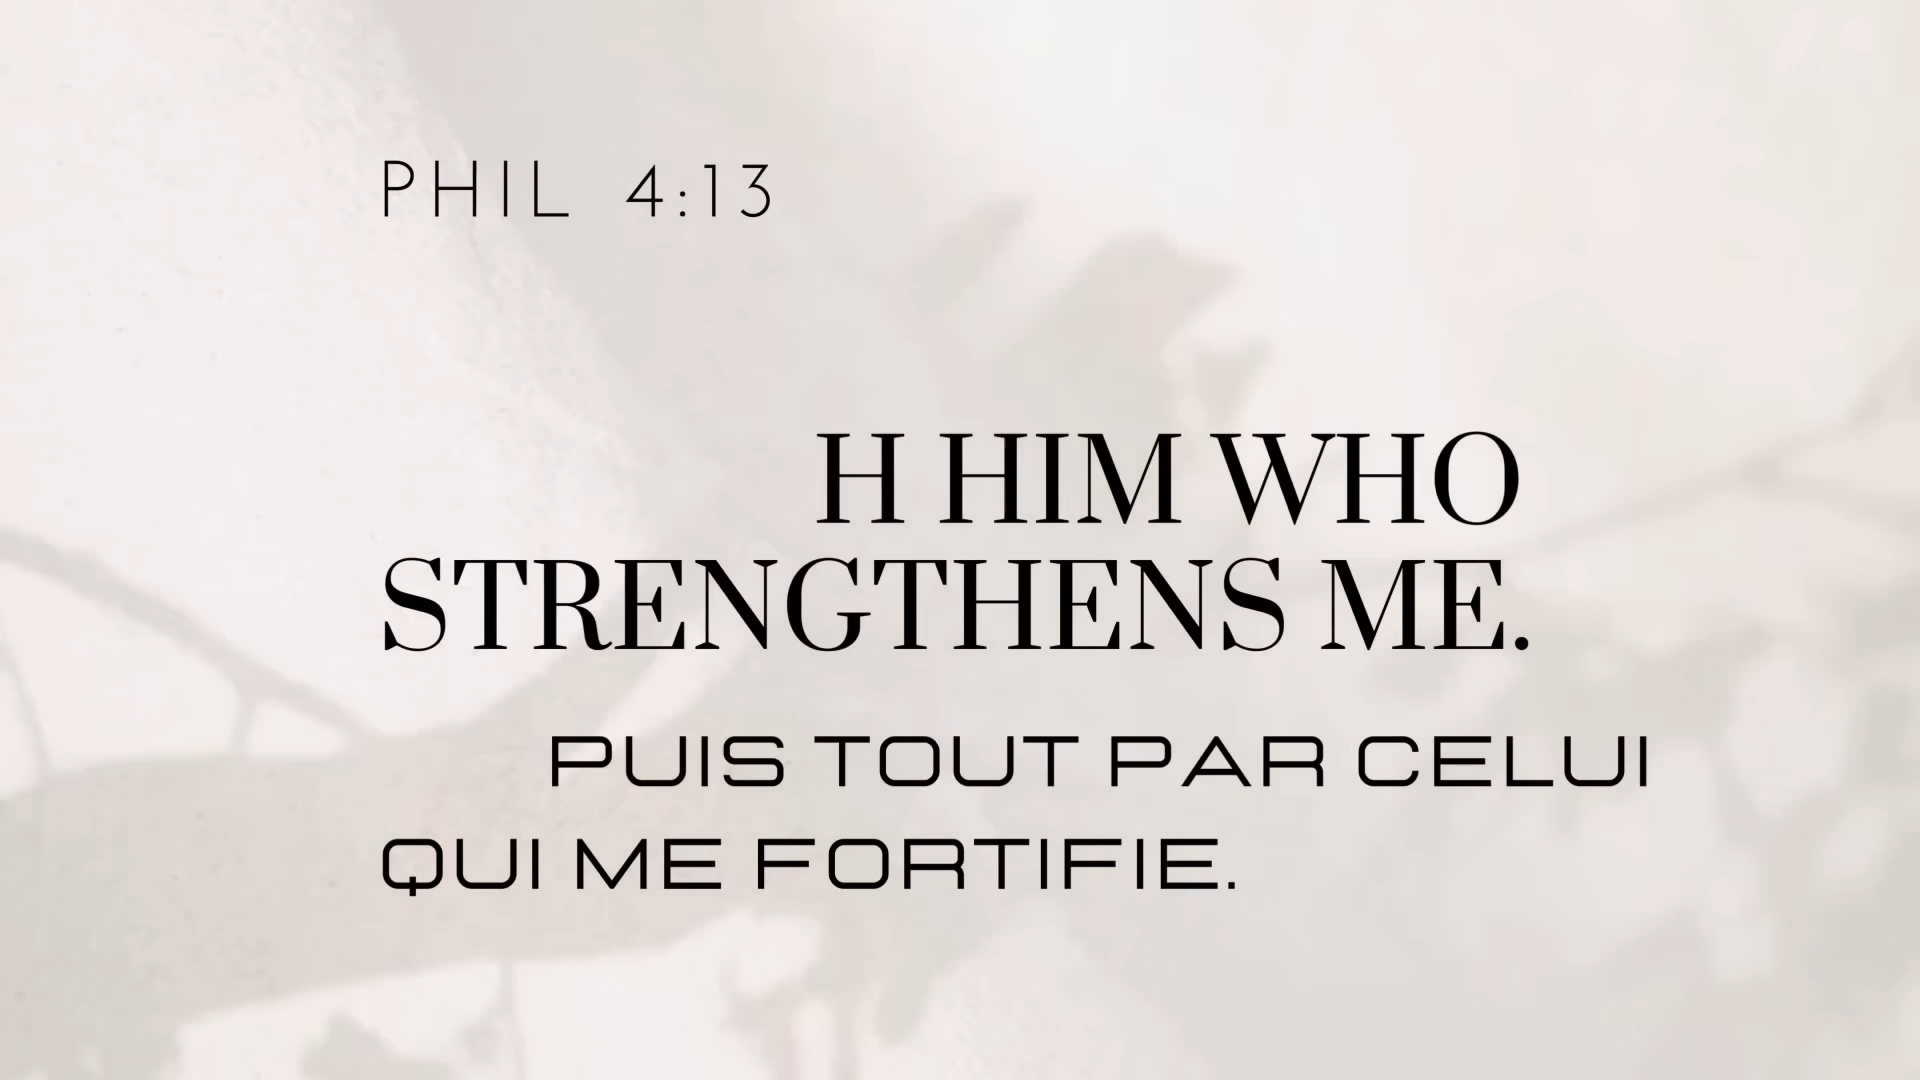 PHIL 4:13
H HIM WHO
STRENGTHENS ME.
PUIS TOUT PAR CELUI
QUI ME FORTIFIE.